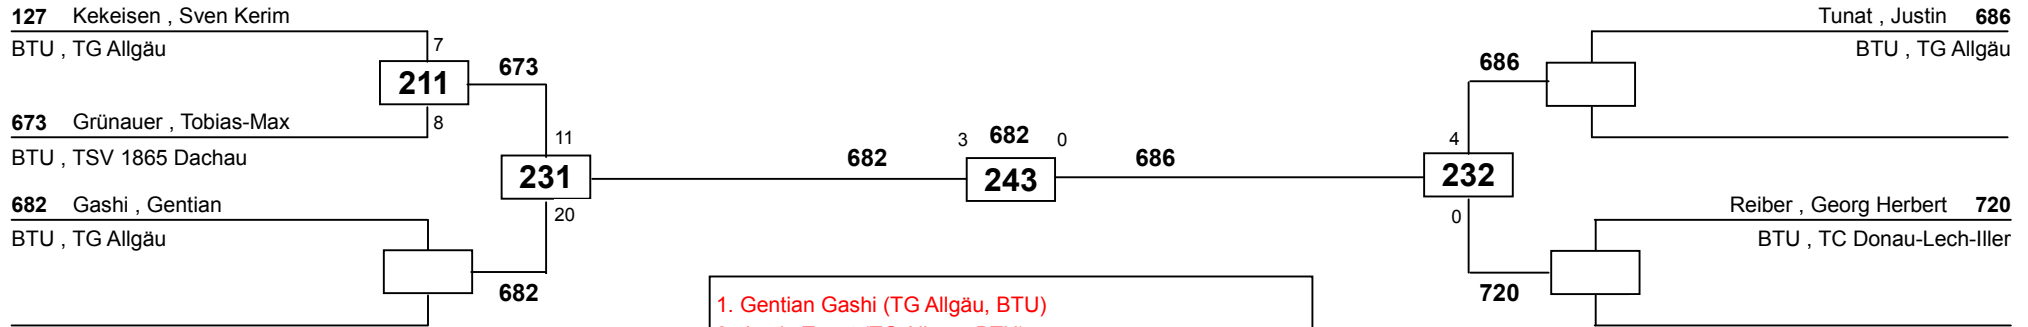 127 Kekeisen , Sven Kerim
BTU , TG Allgäu
7
211
673
8
673 Grünauer , Tobias-Max
BTU , TSV 1865 Dachau
11
231
20
682 Gashi , Gentian
BTU , TG Allgäu
682
682
3 682 0
243
686
1. Gentian Gashi (TG Allgäu, BTU)
Tunat , Justin 686
BTU , TG Allgäu
686
4
232
0
Reiber , Georg Herbert 720
BTU , TC Donau-Lech-Iller
720